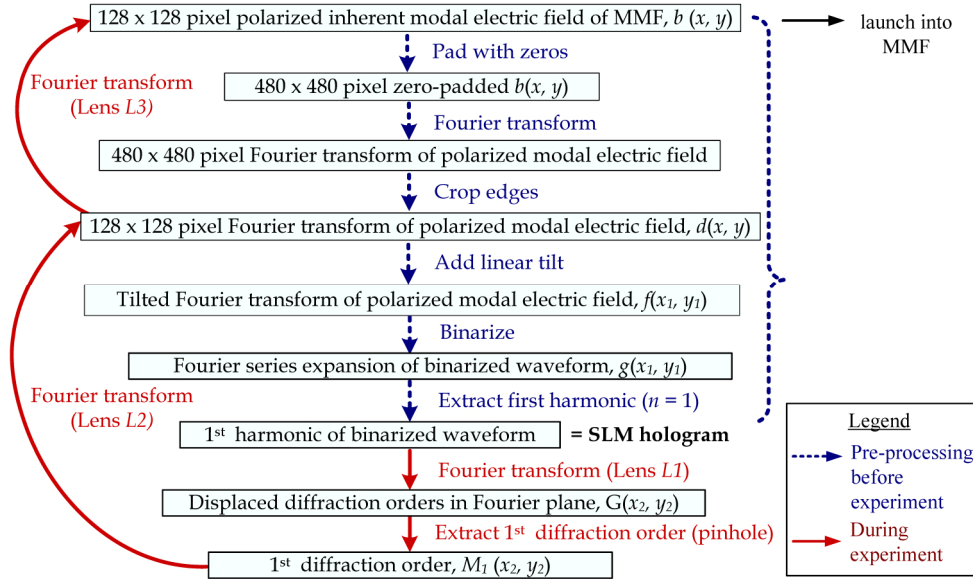 128 x 128 pixel polarized inherent modal electric field of MMF, b (x, y)
launch into
MMF
Pad with zeros
Fourier transform
(Lens L3)
480 x 480 pixel zero-padded b(x, y)
Fourier transform
480 x 480 pixel Fourier transform of polarized modal electric field
Crop edges
128 x 128 pixel Fourier transform of polarized modal electric field, d(x, y)
Add linear tilt
Tilted Fourier transform of polarized modal electric field, f(x₁, y₁)
Binarize
Fourier series expansion of binarized waveform, g(x₁, y₁)
Fourier transform
(Lens L2)
Extract first harmonic (n = 1)
1st harmonic of binarized waveform = SLM hologram
Fourier transform (Lens L1)
Displaced diffraction orders in Fourier plane, G(x₂, y₂)
Extract 1st diffraction order (pinhole)
1st diffraction order, M₁ (x₂, y₂)
Legend
Pre-processing
before
experiment
During
experiment